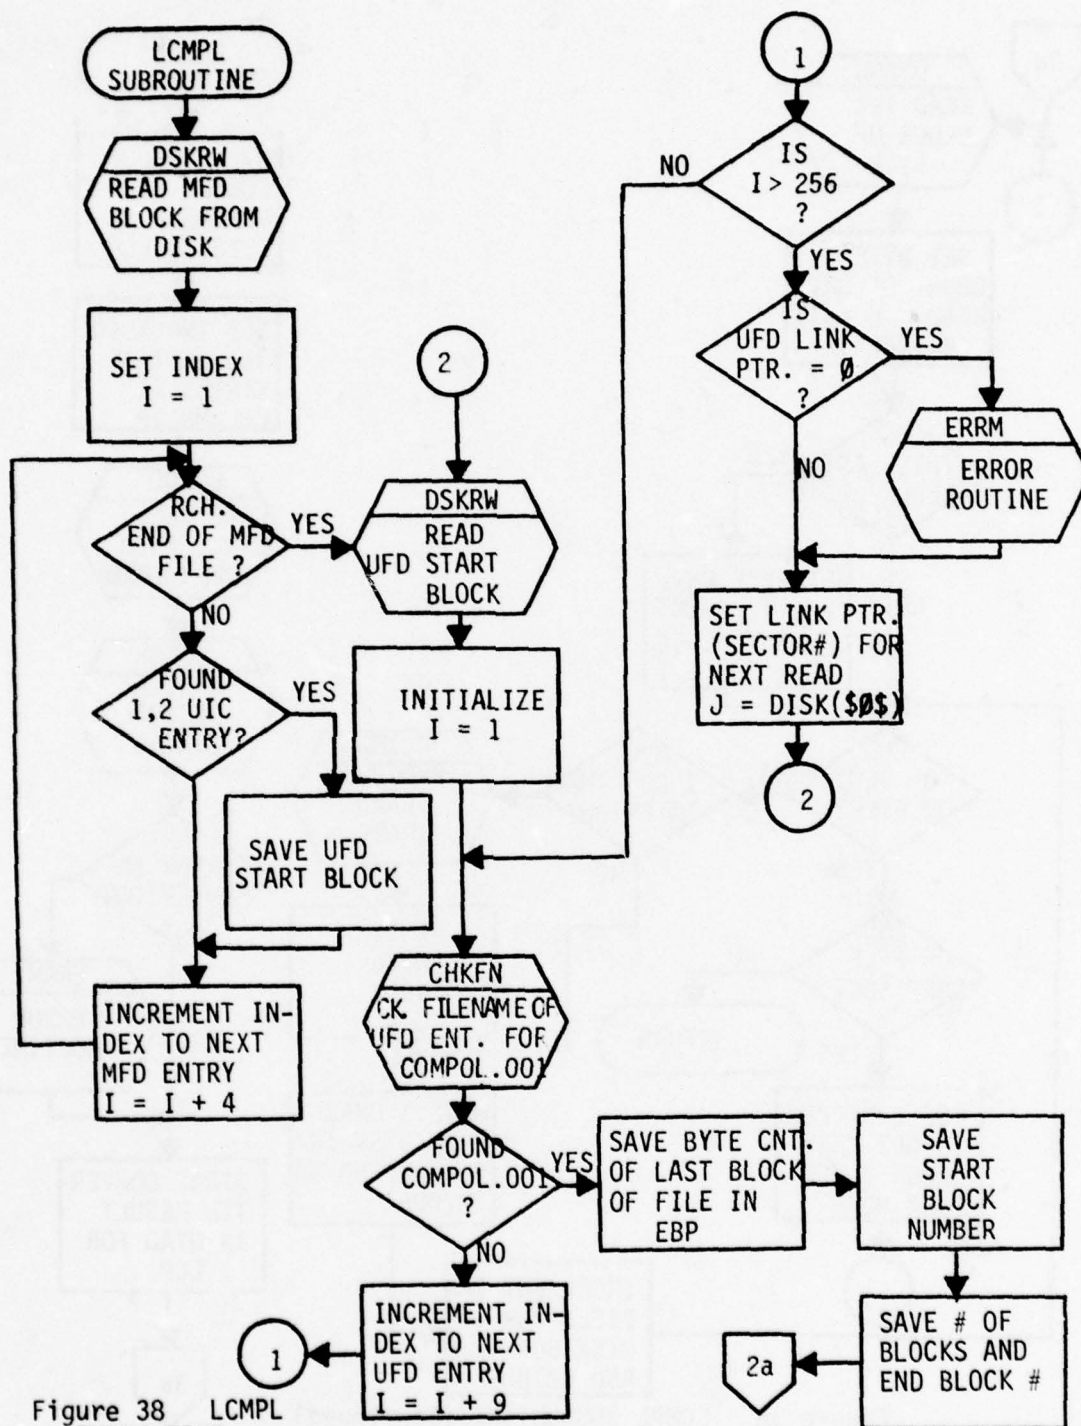 LCMPL
SUBROUTINE
DSKRW
READ MFD
BLOCK FROM
DISK
SET INDEX
I = 1
RCH.
END OF MFD
FILE ?
YES
NO
FOUND
1,2 UIC
ENTRY?
YES
SAVE UFD
START BLOCK
INCREMENT IN-
DEX TO NEXT
MFD ENTRY
I = I + 4
2
DSKRW
READ
UFD START
BLOCK
INITIALIZE
I = 1
CHKFN
CK. FILENAME OF
UFD ENT. FOR
COMPOL.001
FOUND
COMPOL.001
?
YES
NO
INCREMENT IN-
DEX TO NEXT
UFD ENTRY
I = I + 9
1
SAVE BYTE CNT.
OF LAST BLOCK
OF FILE IN
EBP
SAVE
START
BLOCK
NUMBER
SAVE # OF
BLOCKS AND
END BLOCK #
2a
1
IS
I > 256
?
NO
YES
IS
UFD LINK
PTR. = Ø
?
YES
NO
ERRM
ERROR
ROUTINE
SET LINK PTR.
(SECTOR#) FOR
NEXT READ
J = DISK($Ø$)
2
Figure 38 LCMPL